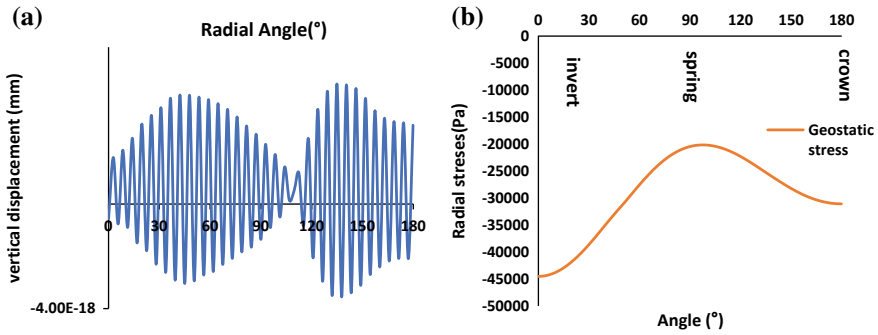 (a)
Radial Angle(°)
vertical displacement (mm)
0 30 60 90 120 150 180
-4.00E-18
(b)
0 30 60 90 120 150 180
0
-5000
-10000
-15000
-20000
-25000
-30000
-35000
-40000
-45000
-50000
Radial streses(Pa)
invert
spring
crown
Geostatic
stress
Angle (°)